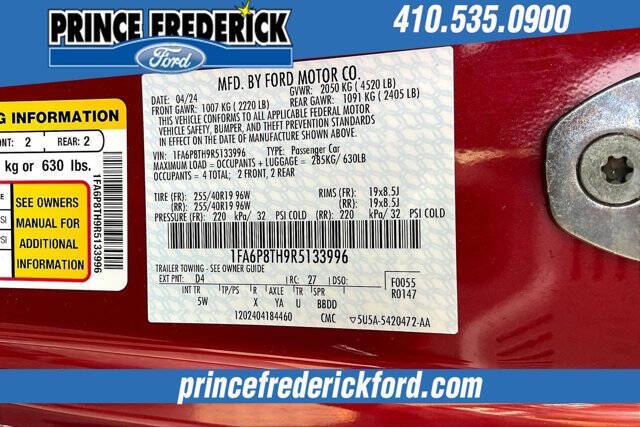 PRINCE FREDERICK
Ford
410.535.0900
MFD. BY FORD MOTOR CO.
04/24 GVWR: 2050 KG ( 4520 LB)
FRONT GAWR: 1007 KG ( 2220 LB) REAR GAWR: 1091 KG ( 2405 LB)
THIS VEHICLE CONFORMS TO ALL APPLICABLE FEDERAL MOTOR
VEHICLE SAFETY, BUMPER, AND THEFT PREVENTION STANDARDS
IN EFFECT ON THE DATE OF MANUFACTURE SHOWN ABOVE.
VIN: 1FA6P8TH9R5133996 TYPE: Passenger Car
MAXIMUM LOAD = OCCUPANTS + LUGGAGE = 285KG/ 630LB
OCCUPANTS = 4 TOTAL; 2 FRONT, 2 REAR
TIRE (FR): 255/40R19 96W RIM (FR): 19x8.5J
TIRE (RR): 255/40R19 96W RIM (RR): 19x8.5J
PRESSURE (FR): 220 kPa/ 32 PSI COLD (RR): 220 kPa/ 32 PSI COLD
1FA6P8TH9R5133996
TRAILER TOWING - SEE OWNER GUIDE
EXT PNT: D4 RC: 27 DSO: F0055
INT TR TP/PS R AXLE TR SPR R0147
5W X YA U BBDD
1202404184460 CMC 5U5A-5420472-AA
G INFORMATION
ONT: 2 REAR: 2
kg or 630 lbs.
SEE OWNERS
MANUAL FOR
ADDITIONAL
INFORMATION
PSI
PSI
1FA6P8TH9R5133996
princefrederickford.com